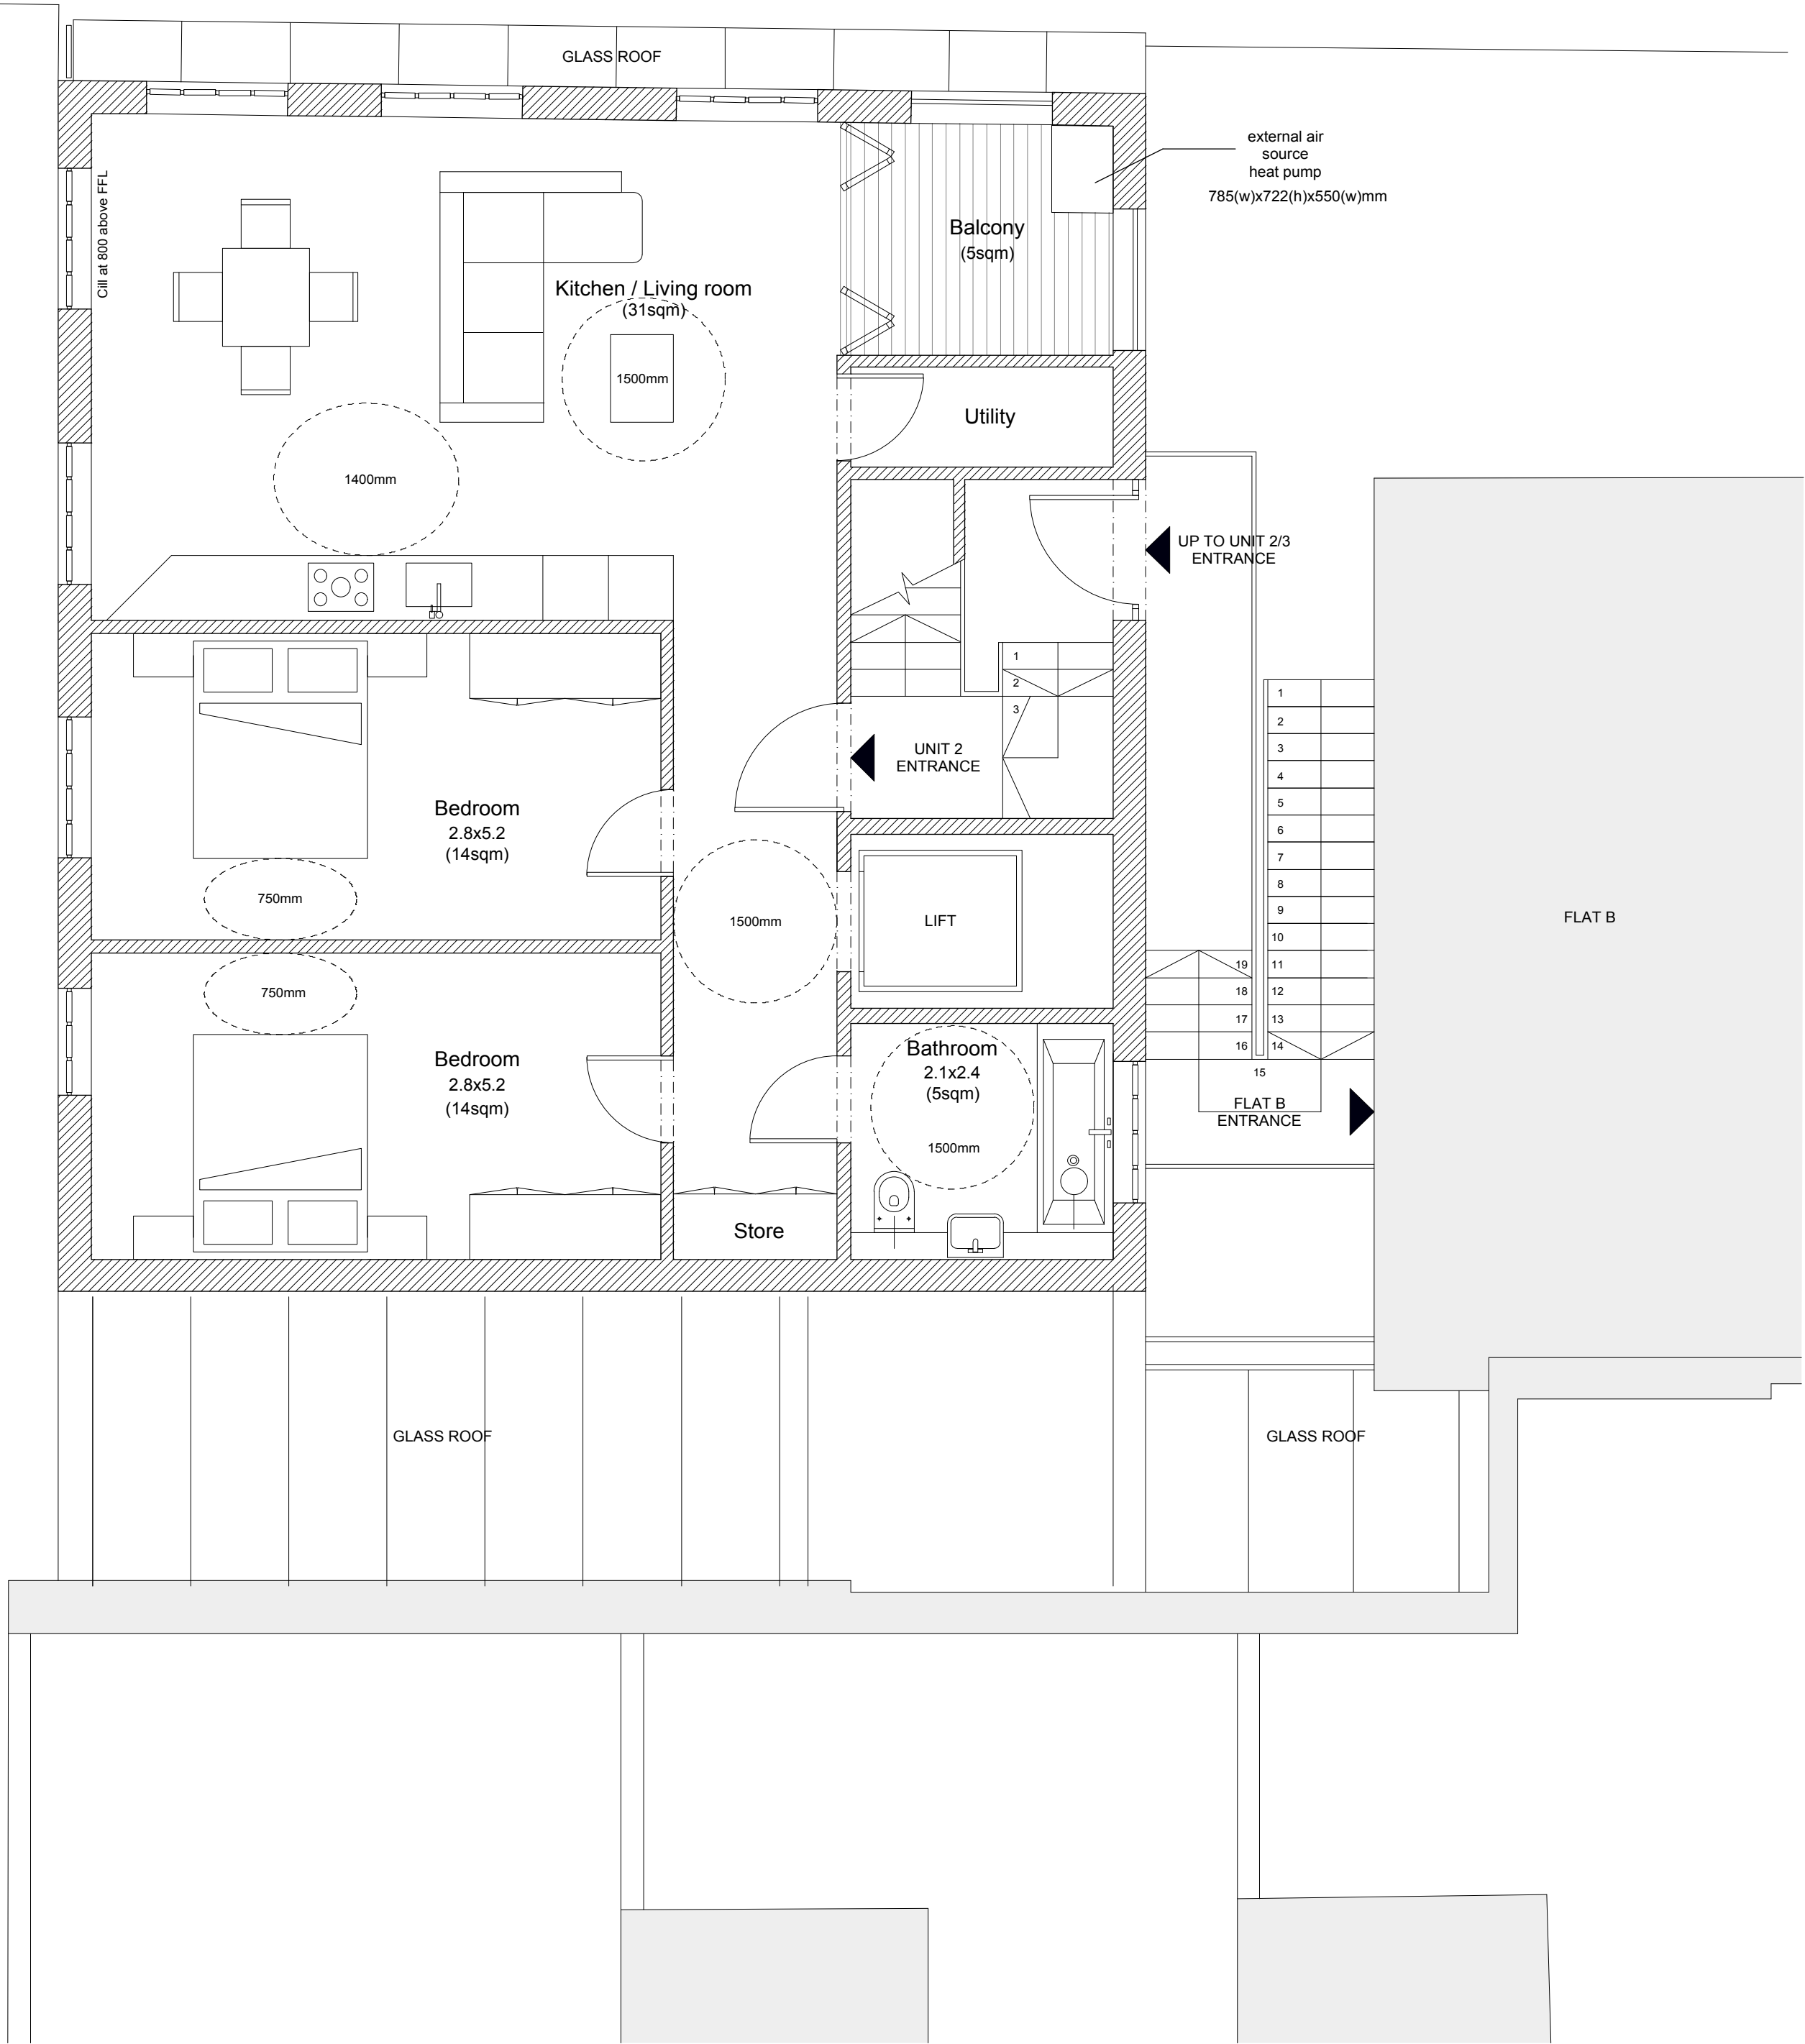 GLASS ROOF
external air
source
heat pump
785(w)x722(h)x550(w)mm
Cill at 800 above FFL
Balcony
(5sqm)
Kitchen / Living room
(31sqm)
1500mm
Utility
1400mm
UP TO UNIT 2/3
ENTRANCE
1
2
3
UNIT 2
ENTRANCE
Bedroom
2.8x5.2
(14sqm)
750mm
1500mm
LIFT
FLAT B
1
2
3
4
5
6
7
8
9
10
11
12
13
14
15
16
17
18
19
FLAT B
ENTRANCE
750mm
Bedroom
2.8x5.2
(14sqm)
Bathroom
2.1x2.4
(5sqm)
1500mm
Store
GLASS ROOF
GLASS ROOF